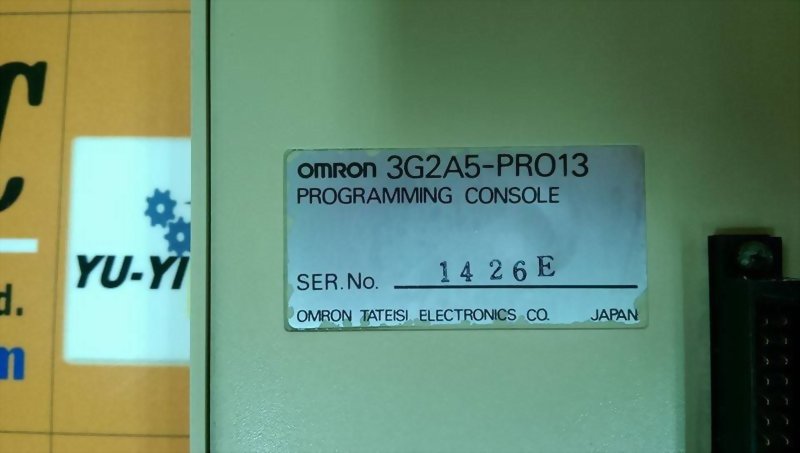 YU-YI
d.
m
omron 3G2A5-PRO13
PROGRAMMING CONSOLE
SER.No. 1426E
OMRON TATEISI ELECTRONICS CO. JAPAN